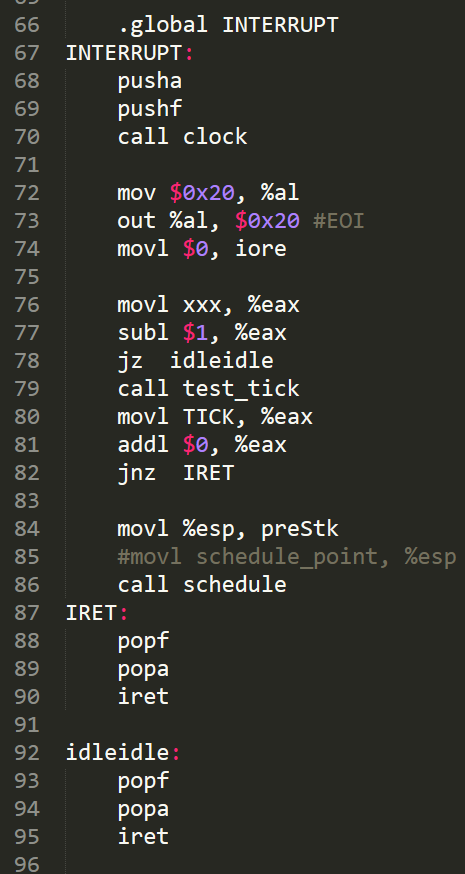 66 .global INTERRUPT
67 INTERRUPT:
68 pusha
69 pushf
70 call clock
71
72 mov $0x20, %al
73 out %al, $0x20 #EOI
74 movl $0, iore
75
76 movl xxx, %eax
77 subl $1, %eax
78 jz  idleidle
79 call test_tick
80 movl TICK, %eax
81 addl $0, %eax
82 jnz  IRET
83
84 movl %esp, preStk
85 #movl schedule_point, %esp
86 call schedule
87 IRET:
88 popf
89 popa
90 iret
91
92 idleidle:
93 popf
94 popa
95 iret
96